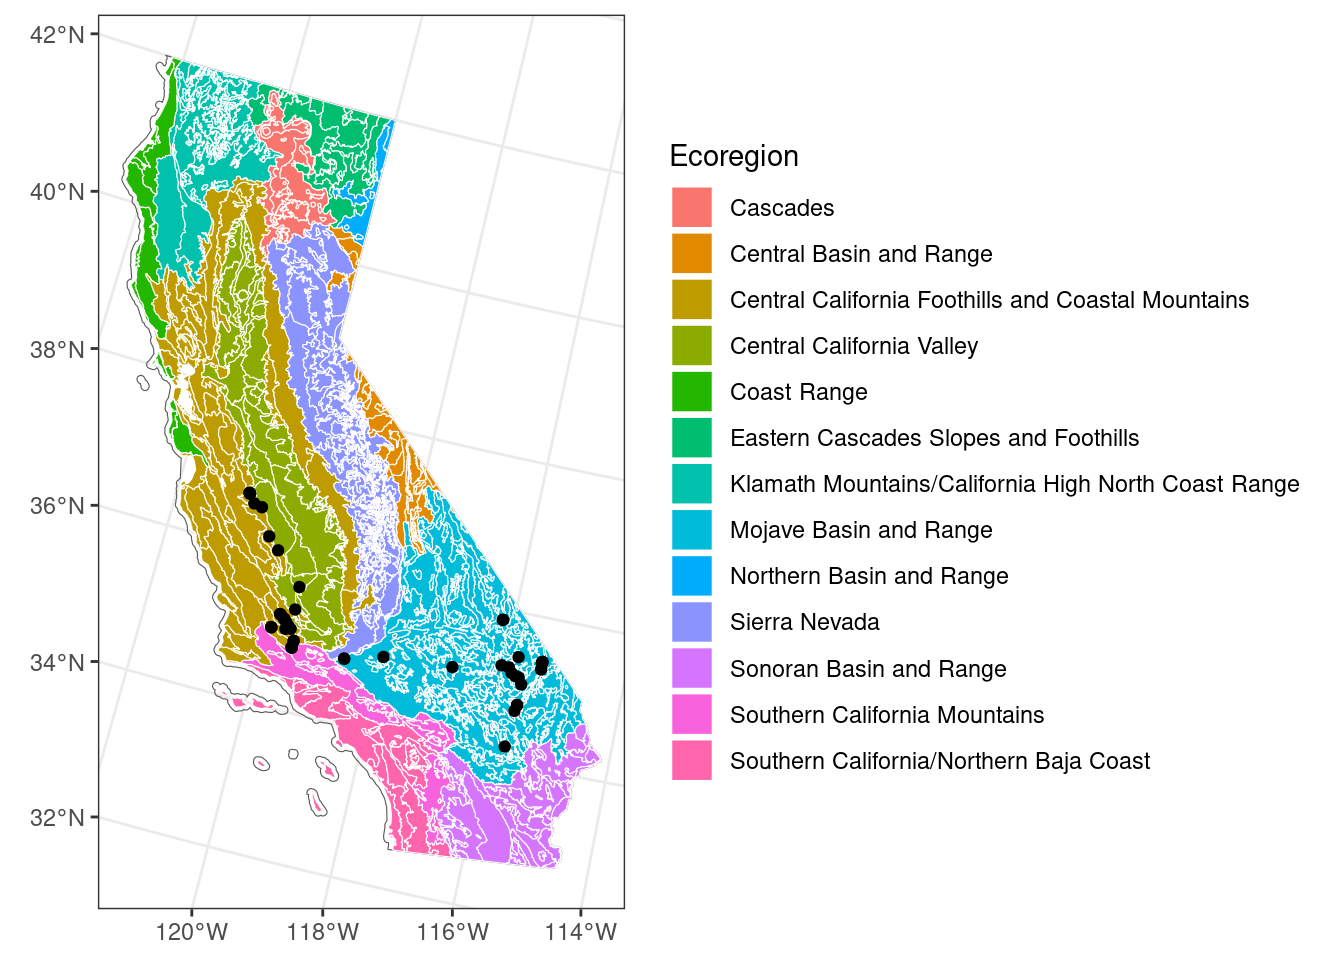 42°N
40°N
38°N
36°N
34°N
32°N
120°W
118°W
116°W
114°W
Ecoregion
Cascades
Central Basin and Range
Central California Foothills and Coastal Mountains
Central California Valley
Coast Range
Eastern Cascades Slopes and Foothills
Klamath Mountains/California High North Coast Range
Mojave Basin and Range
Northern Basin and Range
Sierra Nevada
Sonoran Basin and Range
Southern California Mountains
Southern California/Northern Baja Coast